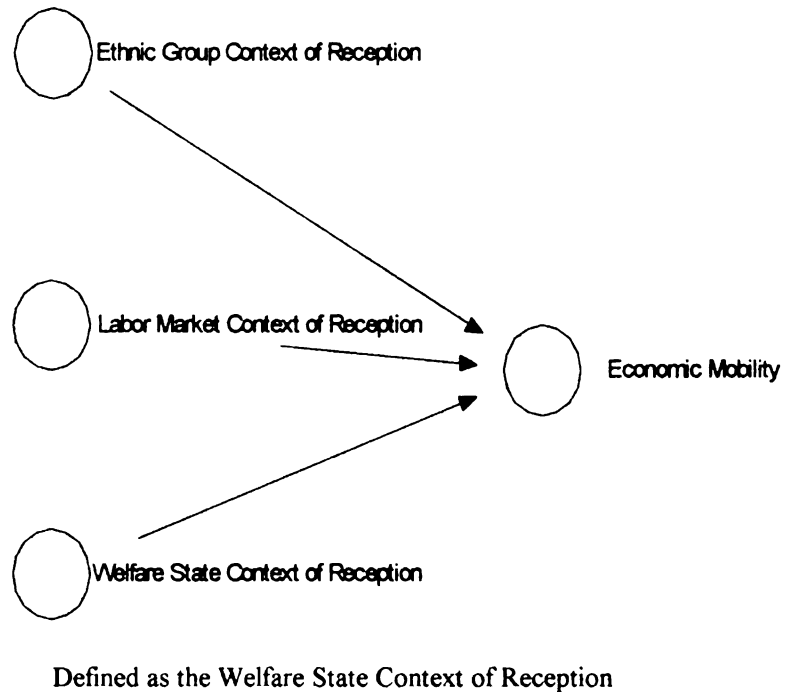 Ethnic Group Context of Reception
Labor Market Context of Reception
Economic Mobility
Welfare State Context of Reception
Defined as the Welfare State Context of Reception